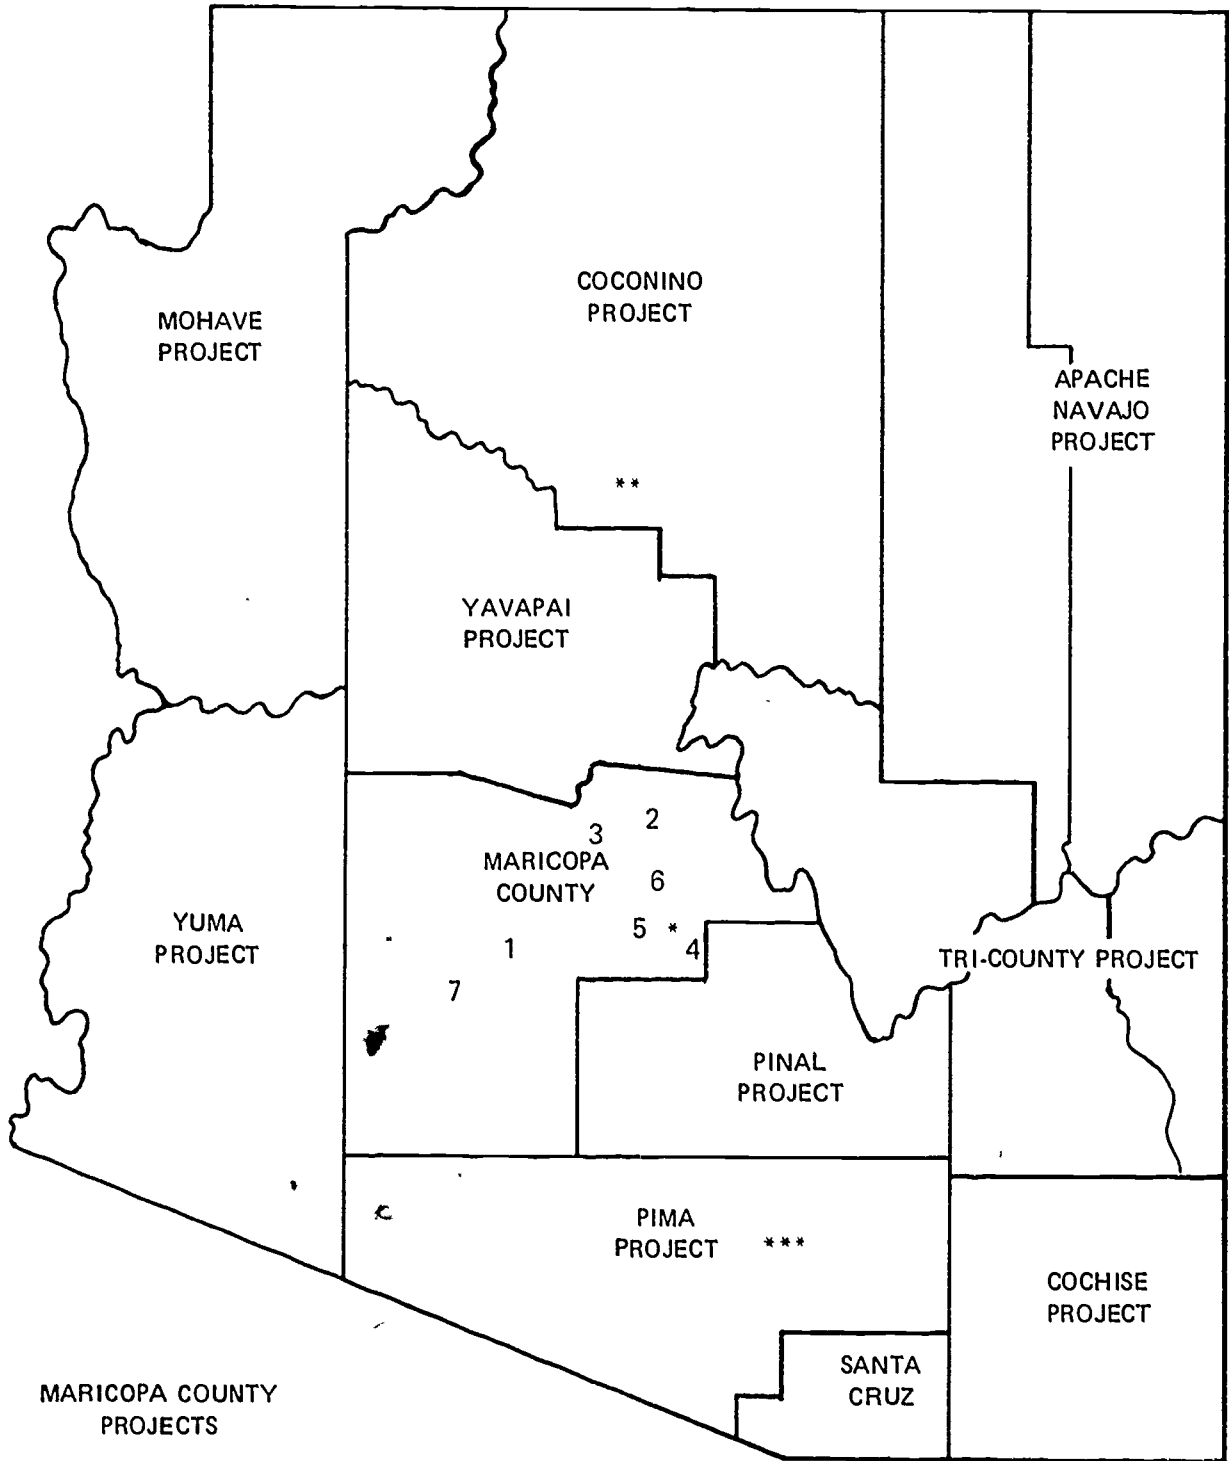 COCONINO
PROJECT
MOHAVE
PROJECT
APACHE
NAVAJO
PROJECT
**
YAVAPAI
PROJECT
2
3
MARICOPA
COUNTY
6
YUMA
PROJECT
5 *
4
1
TRI-COUNTY PROJECT
7
PINAL
PROJECT
PIMA
PROJECT ***
COCHISE
PROJECT
SANTA
CRUZ
MARICOPA COUNTY
PROJECTS